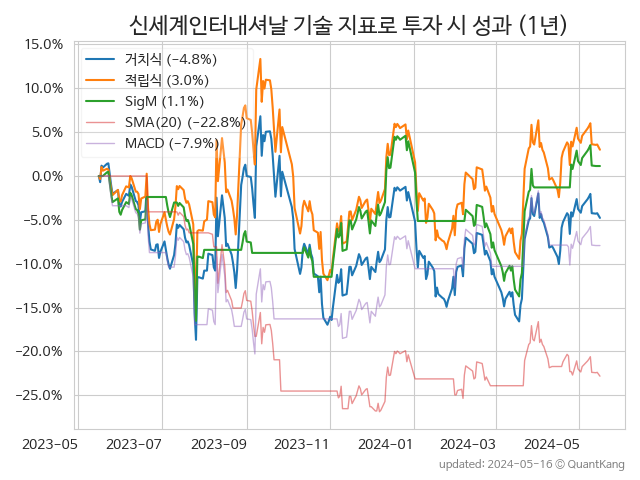 신세계인터내셔날 기술 지표로 투자 시 성과 (1년)
15.0%
10.0%
5.0%
0.0%
−5.0%
−10.0%
−15.0%
−20.0%
−25.0%
거치식 (−4.8%)
적립식 (3.0%)
SigM (1.1%)
SMA(20) (−22.8%)
MACD (−7.9%)
2023-05 2023-07 2023-09 2023-11 2024-01 2024-03 2024-05
updated: 2024-05-16 © QuantKang